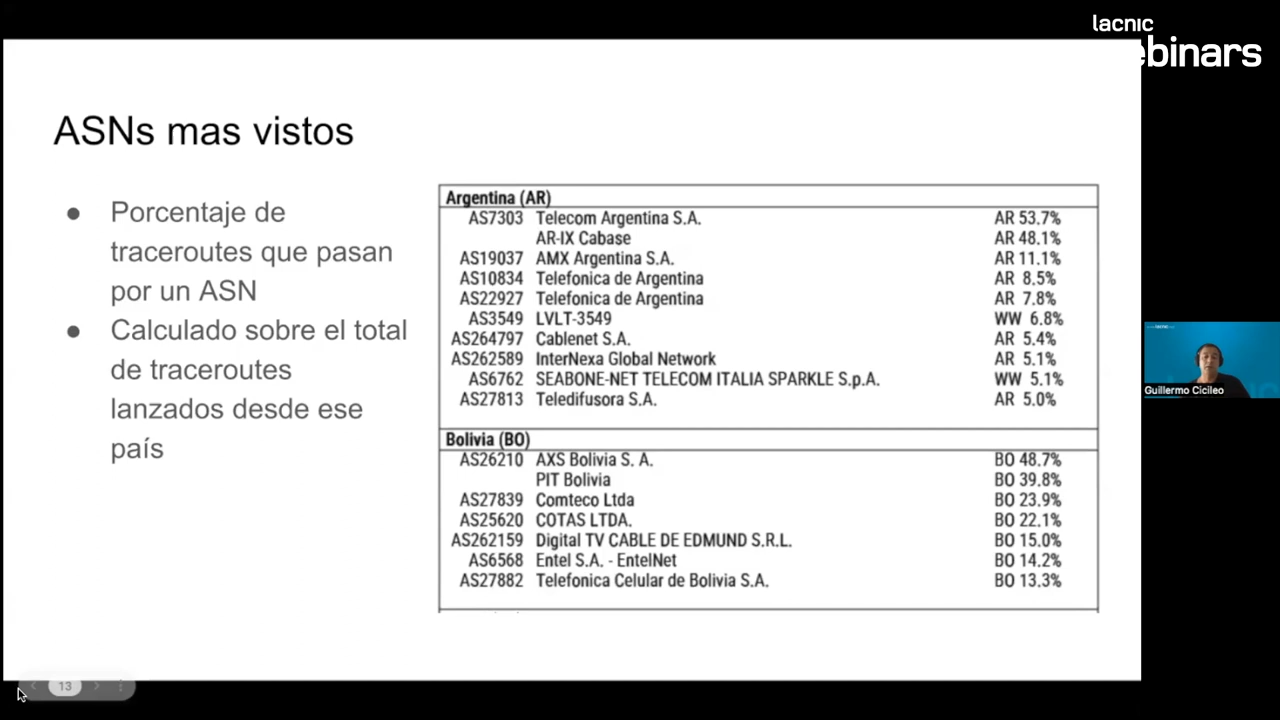 lacnic
ebinars
ASNs mas vistos
● Porcentaje de
traceroutes que pasan
por un ASN
● Calculado sobre el total
de traceroutes
lanzados desde ese
país
Argentina (AR)
AS7303 Telecom Argentina S.A. AR 53.7%
AR-IX Cabase AR 48.1%
AS19037 AMX Argentina S.A. AR 11.1%
AS10834 Telefonica de Argentina AR 8.5%
AS22927 Telefonica de Argentina AR 7.8%
AS3549 LVLT-3549 WW 6.8%
AS264797 Cablenet S.A. AR 5.4%
AS262589 InterNexa Global Network AR 5.1%
AS6762 SEABONE-NET TELECOM ITALIA SPARKLE S.p.A. WW 5.1%
AS27813 Teledifusora S.A. AR 5.0%
Bolivia (BO)
AS26210 AXS Bolivia S. A. BO 48.7%
PIT Bolivia BO 39.8%
AS27839 Comteco Ltda BO 23.9%
AS25620 COTAS LTDA. BO 22.1%
AS262159 Digital TV CABLE DE EDMUND S.R.L. BO 15.0%
AS6568 Entel S.A. - EntelNet BO 14.2%
AS27882 Telefonica Celular de Bolivia S.A. BO 13.3%
Guillermo Cicileo
13